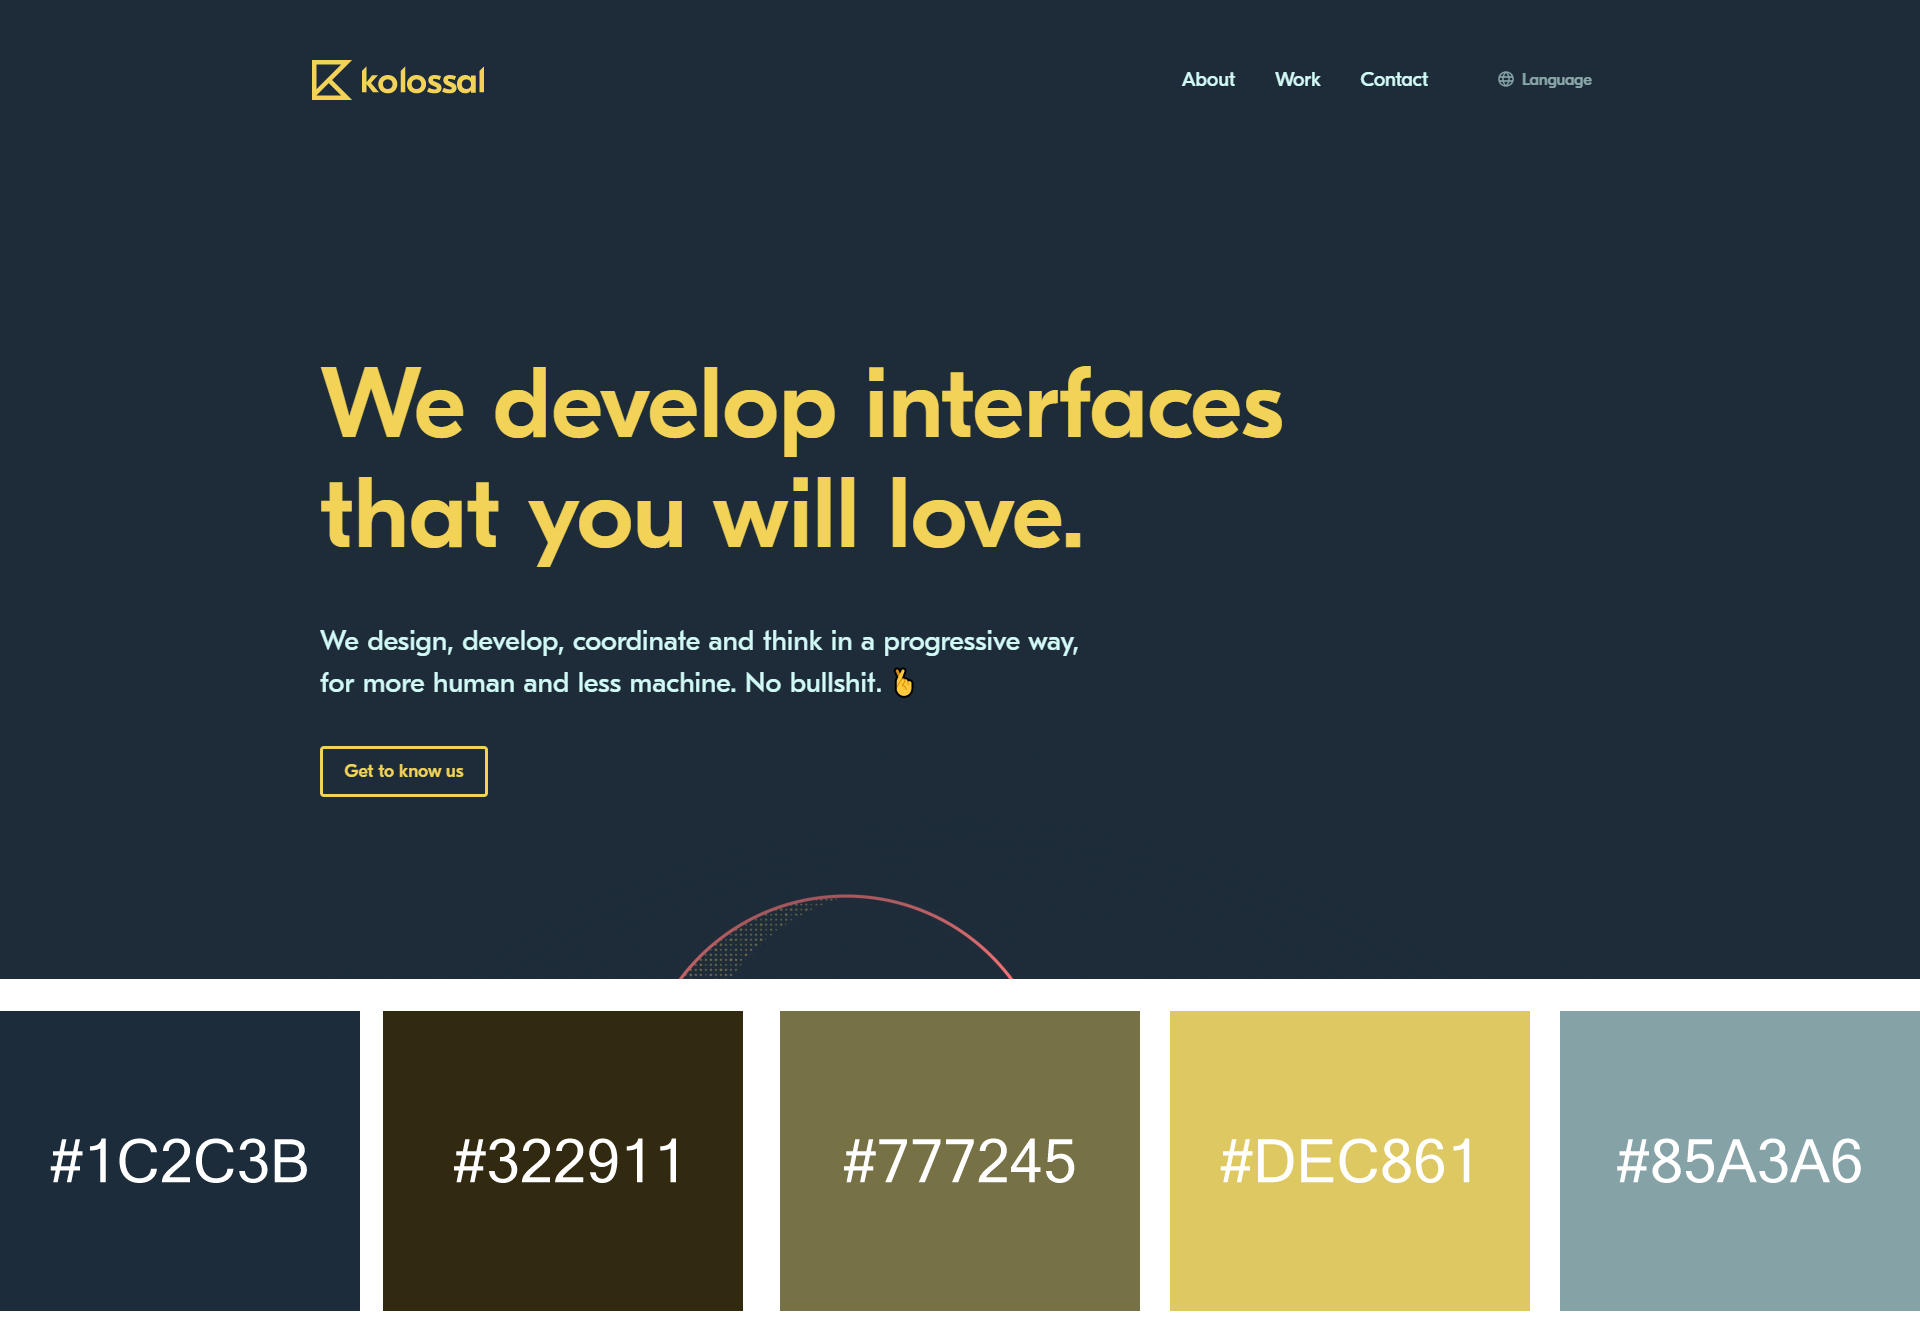 kolossal
About Work Contact Language
We develop interfaces
that you will love.
We design, develop, coordinate and think in a progressive way,
for more human and less machine. No bullshit. 🤞
Get to know us
#1C2C3B #322911 #777245 #DEC861 #85A3A6